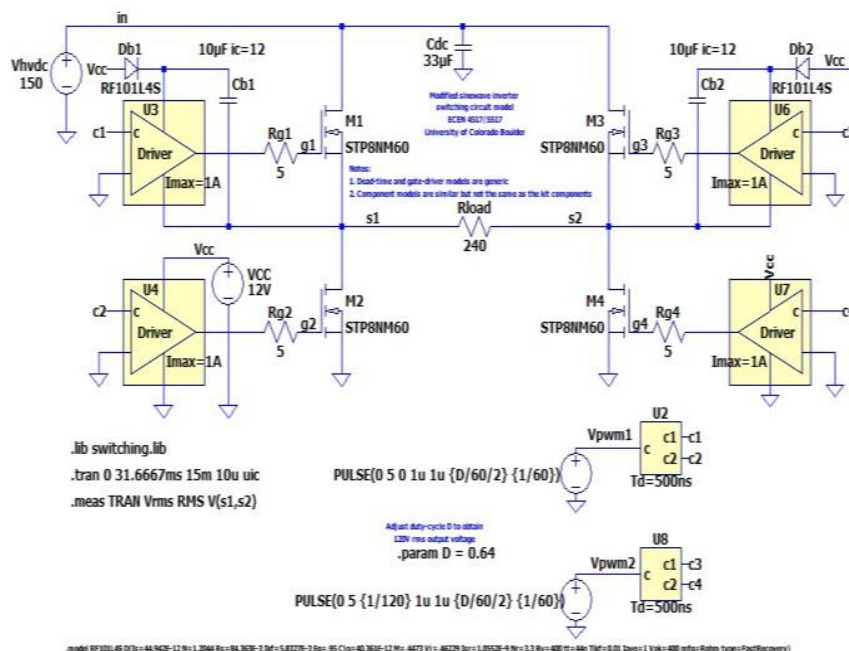 in
Db1
10µF ic=12
Cdc
33µF
10µF ic=12
Db2
Vhvdc
150
Vcc
RF101L4S
Cb1
Cb2
RF101L4S
Vcc
U3
c1
c
Driver
Imax=1A
Rg1
5
g1
M1
STP8NM60
Modified sinewave inverter
switching circuit model
ECEN 4517/5517
University of Colorado Boulder
Notes:
1. Dead-time and gate-driver models are generic
2. Component models are similar but not the same as the kit components
M3
STP8NM60
g3
Rg3
5
U6
c
Driver
Imax=1A
s1
Rload
240
s2
Vcc
VCC
12V
U4
c2
c
Driver
Imax=1A
Rg2
5
g2
M2
STP8NM60
M4
STP8NM60
g4
Rg4
5
Vcc
U7
c
Driver
Imax=1A
.lib switching.lib
.tran 0 31.6667ms 15m 10u uic
.meas TRAN Vrms RMS V(s1,s2)
Vpwm1
U2
c
c1
c2
c1
c2
Td=500ns
PULSE(0 5 0 1u 1u {D/60/2} {1/60})
Adjust duty-cycle D to obtain
120V rms output voltage
.param D = 0.64
Vpwm2
U8
c
c1
c2
c3
c4
Td=500ns
PULSE(0 5 {1/120} 1u 1u {D/60/2} {1/60})
.model RF101L4S